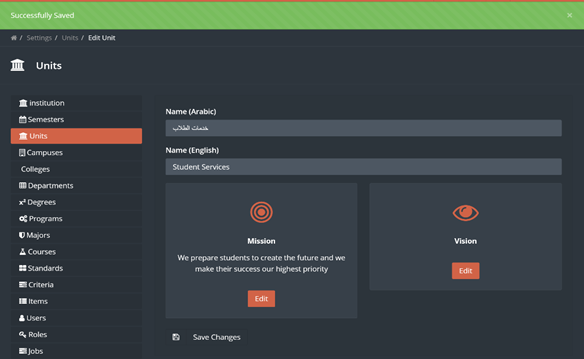 Successfully Saved ×
/ Settings / Units / Edit Unit
Units
institution
Semesters
Units
Campuses
Colleges
Departments
x² Degrees
Programs
Majors
Courses
Standards
Criteria
Items
Users
Roles
Jobs
Name (Arabic)
خدمات الطلاب
Name (English)
Student Services
Mission
We prepare students to create the future and we
make their success our highest priority
Edit
Vision
Edit
Save Changes